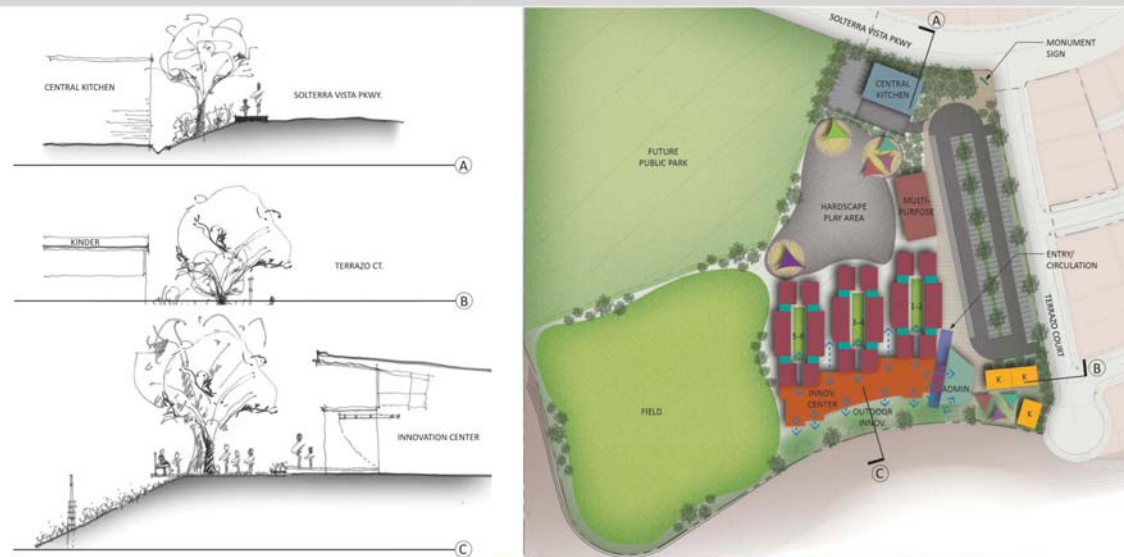 CENTRAL KITCHEN
SOLTERRA VISTA PKWY.
A
KINDER
TERRAZO CT.
B
INNOVATION CENTER
C
SOLTERRA VISTA PKWY
A
MONUMENT
SIGN
CENTRAL
KITCHEN
FUTURE
PUBLIC PARK
HARDSCAPE
PLAY AREA
MULTI-
PURPOSE
ENTRY/
CIRCULATION
TERRAZO COURT
1-2
3-4
5-6
B
K
K
K
ADMIN.
INNOV.
CENTER
OUTDOOR
INNOV.
FIELD
C